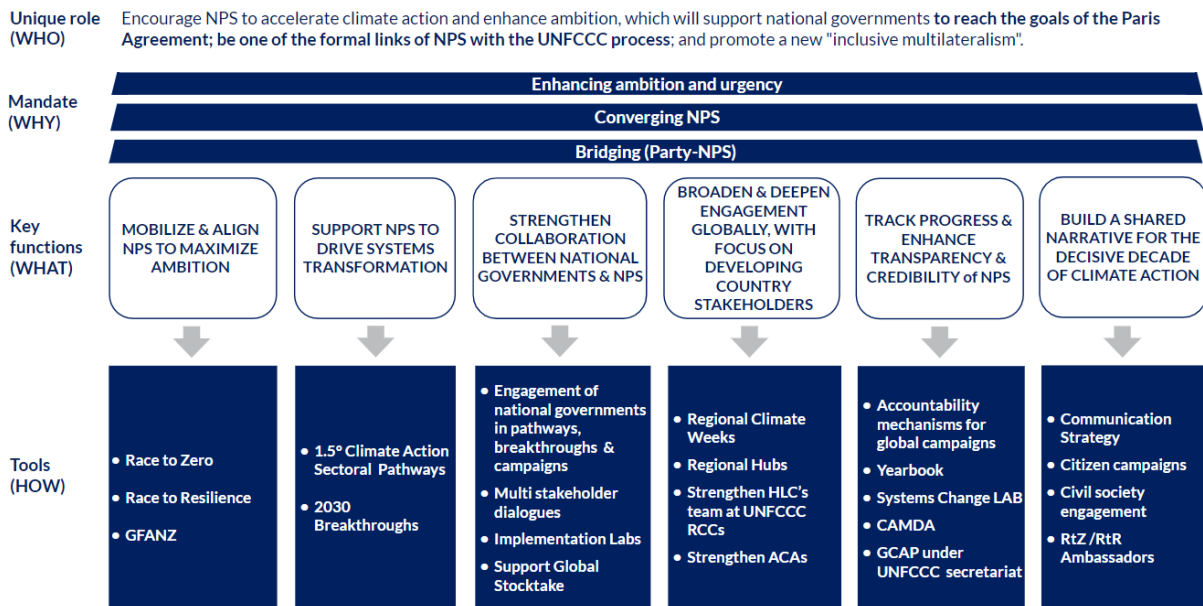 Unique role
(WHO)
Encourage NPS to accelerate climate action and enhance ambition, which will support national governments to reach the goals of the Paris
Agreement; be one of the formal links of NPS with the UNFCCC process; and promote a new "inclusive multilateralism".
Mandate
(WHY)
Enhancing ambition and urgency
Converging NPS
Bridging (Party-NPS)
Key
functions
(WHAT)
MOBILIZE & ALIGN
NPS TO MAXIMIZE
AMBITION
SUPPORT NPS TO
DRIVE SYSTEMS
TRANSFORMATION
STRENGTHEN
COLLABORATION
BETWEEN NATIONAL
GOVERNMENTS & NPS
BROADEN & DEEPEN
ENGAGEMENT
GLOBALLY, WITH
FOCUS ON
DEVELOPING
COUNTRY
STAKEHOLDERS
TRACK PROGRESS &
ENHANCE
TRANSPARENCY &
CREDIBILITY of NPS
BUILD A SHARED
NARRATIVE FOR THE
DECISIVE DECADE
OF CLIMATE ACTION
Tools
(HOW)
• Race to Zero
• Race to Resilience
• GFANZ
• 1.5° Climate Action
Sectoral Pathways
• 2030
Breakthroughs
• Engagement of
national governments
in pathways,
breakthroughs &
campaigns
• Multi stakeholder
dialogues
• Implementation Labs
• Support Global
Stocktake
• Regional Climate
Weeks
• Regional Hubs
• Strengthen HLC's
team at UNFCCC
RCCs
• Strengthen ACAs
• Accountability
mechanisms for
global campaigns
• Yearbook
• Systems Change LAB
• CAMDA
• GCAP under
UNFCCC secretariat
• Communication
Strategy
• Citizen campaigns
• Civil society
engagement
• RtZ /RtR
Ambassadors